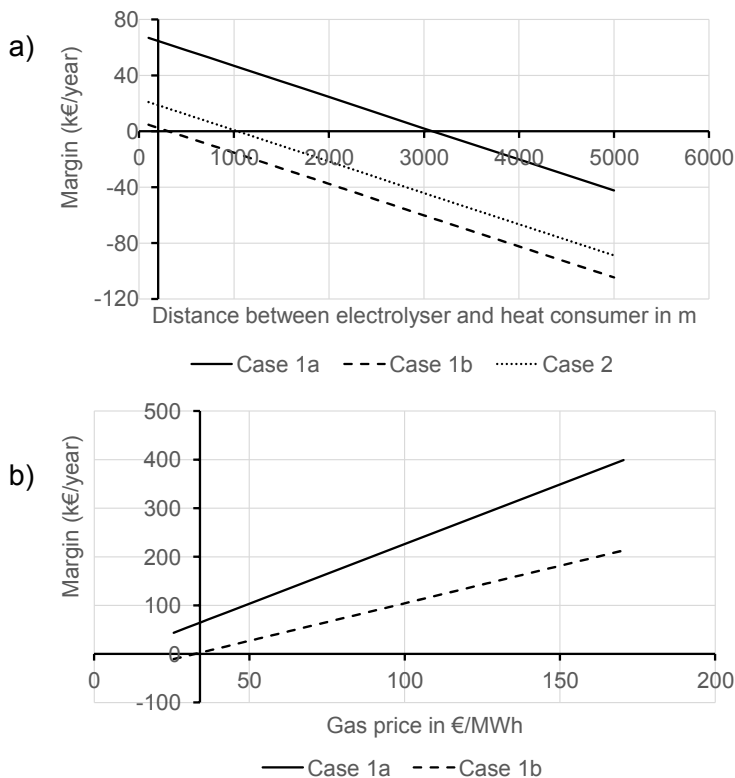 a)
Margin (k€/year)
80
40
0
-40
-80
-120
0 1000 2000 3000 4000 5000 6000
Distance between electrolyser and heat consumer in m
Case 1a Case 1b Case 2
b)
Margin (k€/year)
500
400
300
200
100
0
-100
0 50 100 150 200
Gas price in €/MWh
Case 1a Case 1b